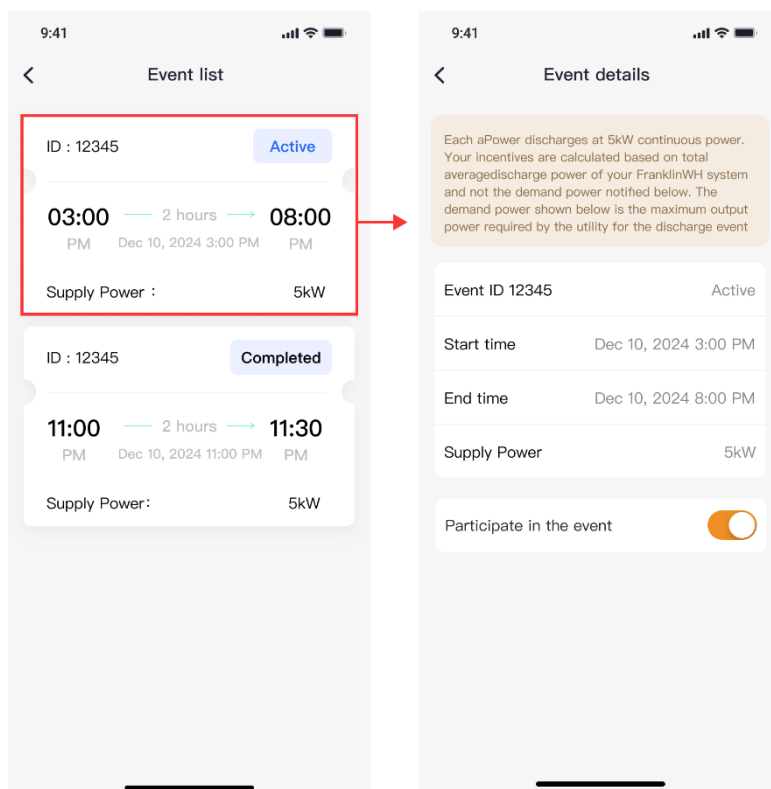 9:41
Event list
ID : 12345
Active
03:00 2 hours 08:00
PM Dec 10, 2024 3:00 PM PM
Supply Power : 5kW
ID : 12345
Completed
11:00 2 hours 11:30
PM Dec 10, 2024 11:00 PM PM
Supply Power: 5kW
9:41
Event details
Each aPower discharges at 5kW continuous power.
Your incentives are calculated based on total
averagedischarge power of your FranklinWH system
and not the demand power notified below. The
demand power shown below is the maximum output
power required by the utility for the discharge event
Event ID 12345 Active
Start time Dec 10, 2024 3:00 PM
End time Dec 10, 2024 8:00 PM
Supply Power 5kW
Participate in the event